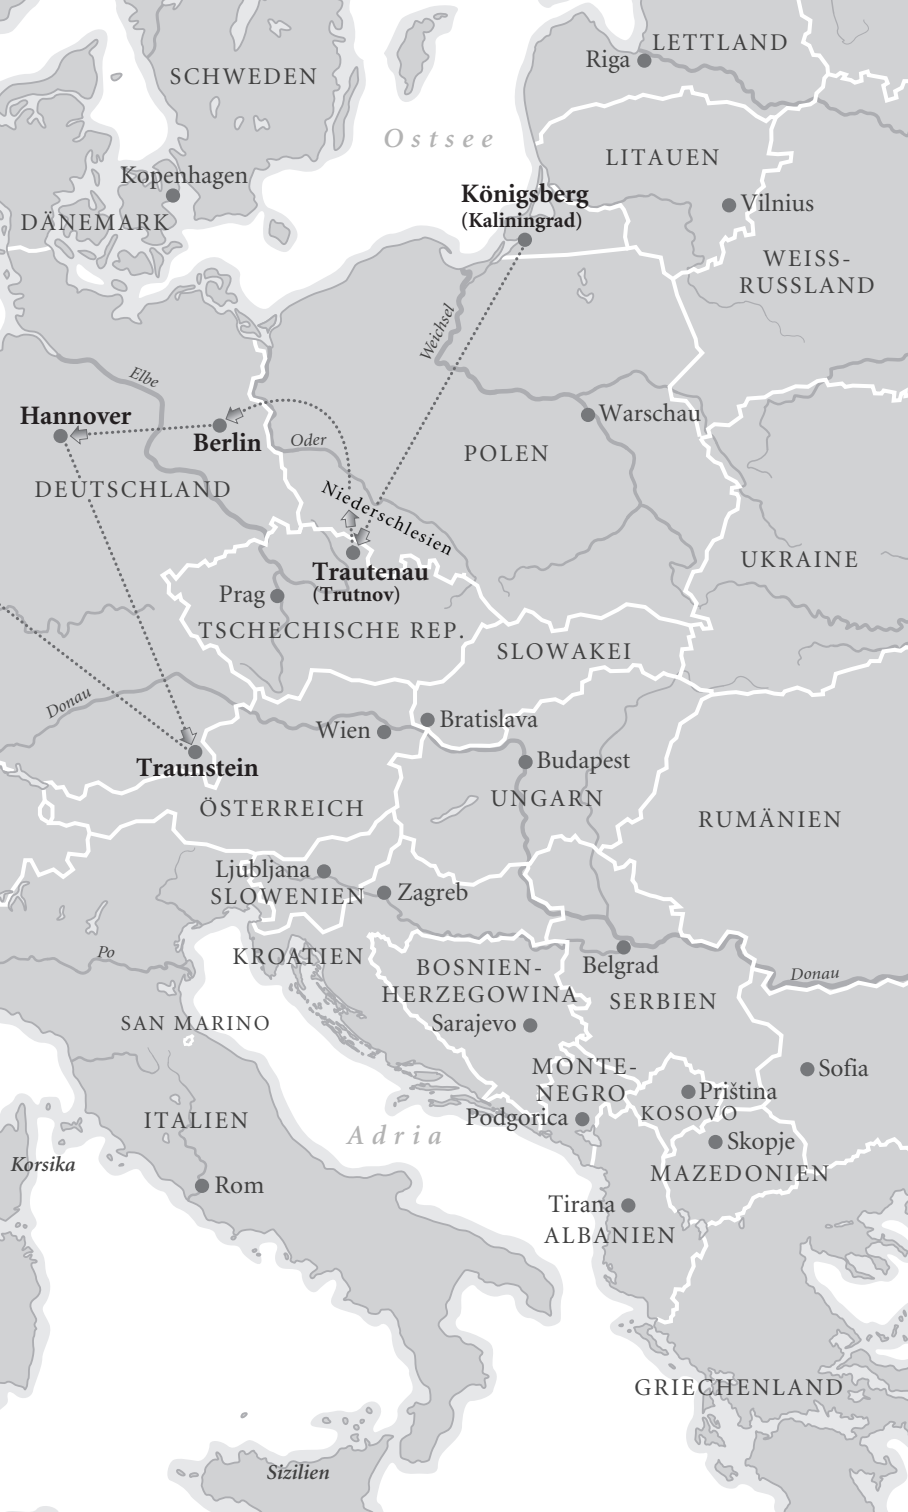 LETTLAND
Riga
SCHWEDEN
Ostsee
LITAUEN
Kopenhagen
Königsberg
(Kaliningrad)
Vilnius
DÄNEMARK
WEISS-
RUSSLAND
Weichsel
Elbe
Hannover
Warschau
Berlin
Oder
POLEN
DEUTSCHLAND
Niederschlesien
UKRAINE
Trautenau
(Trutnov)
Prag
TSCHECHISCHE REP.
SLOWAKEI
Donau
Wien
Bratislava
Traunstein
Budapest
UNGARN
ÖSTERREICH
RUMÄNIEN
Ljubljana
SLOWENIEN
Zagreb
Po
KROATIEN
BOSNIEN-
HERZEGOWINA
Belgrad
Donau
SERBIEN
SAN MARINO
Sarajevo
MONTE-
NEGRO
Sofia
Priština
KOSOVO
ITALIEN
Podgorica
Adria
Skopje
Korsika
MAZEDONIEN
Rom
Tirana
ALBANIEN
GRIECHENLAND
Sizilien